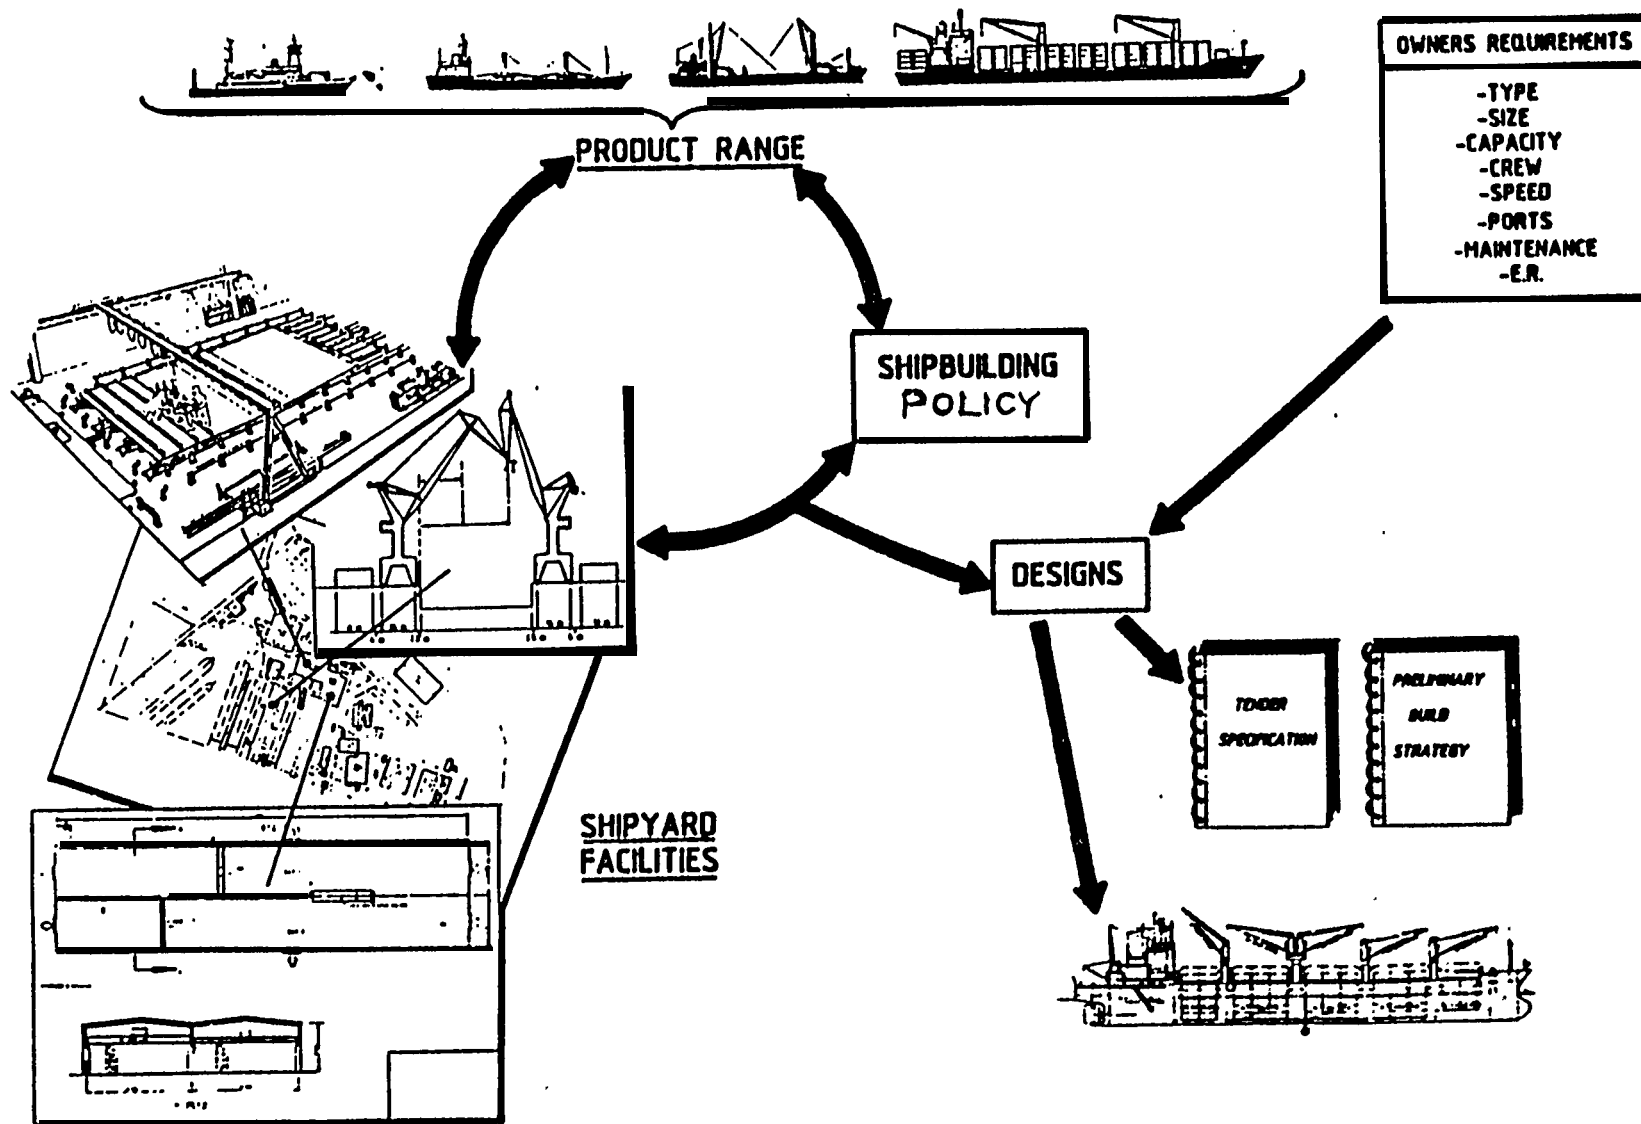 OWNERS REQUIREMENTS
-TYPE
-SIZE
-CAPACITY
-CREW
-SPEED
-PORTS
-MAINTENANCE
-E.R.
PRODUCT RANGE
SHIPBUILDING
POLICY
DESIGNS
TENDER
SPECIFICATION
PRELIMINARY
BUILD
STRATEGY
SHIPYARD
FACILITIES